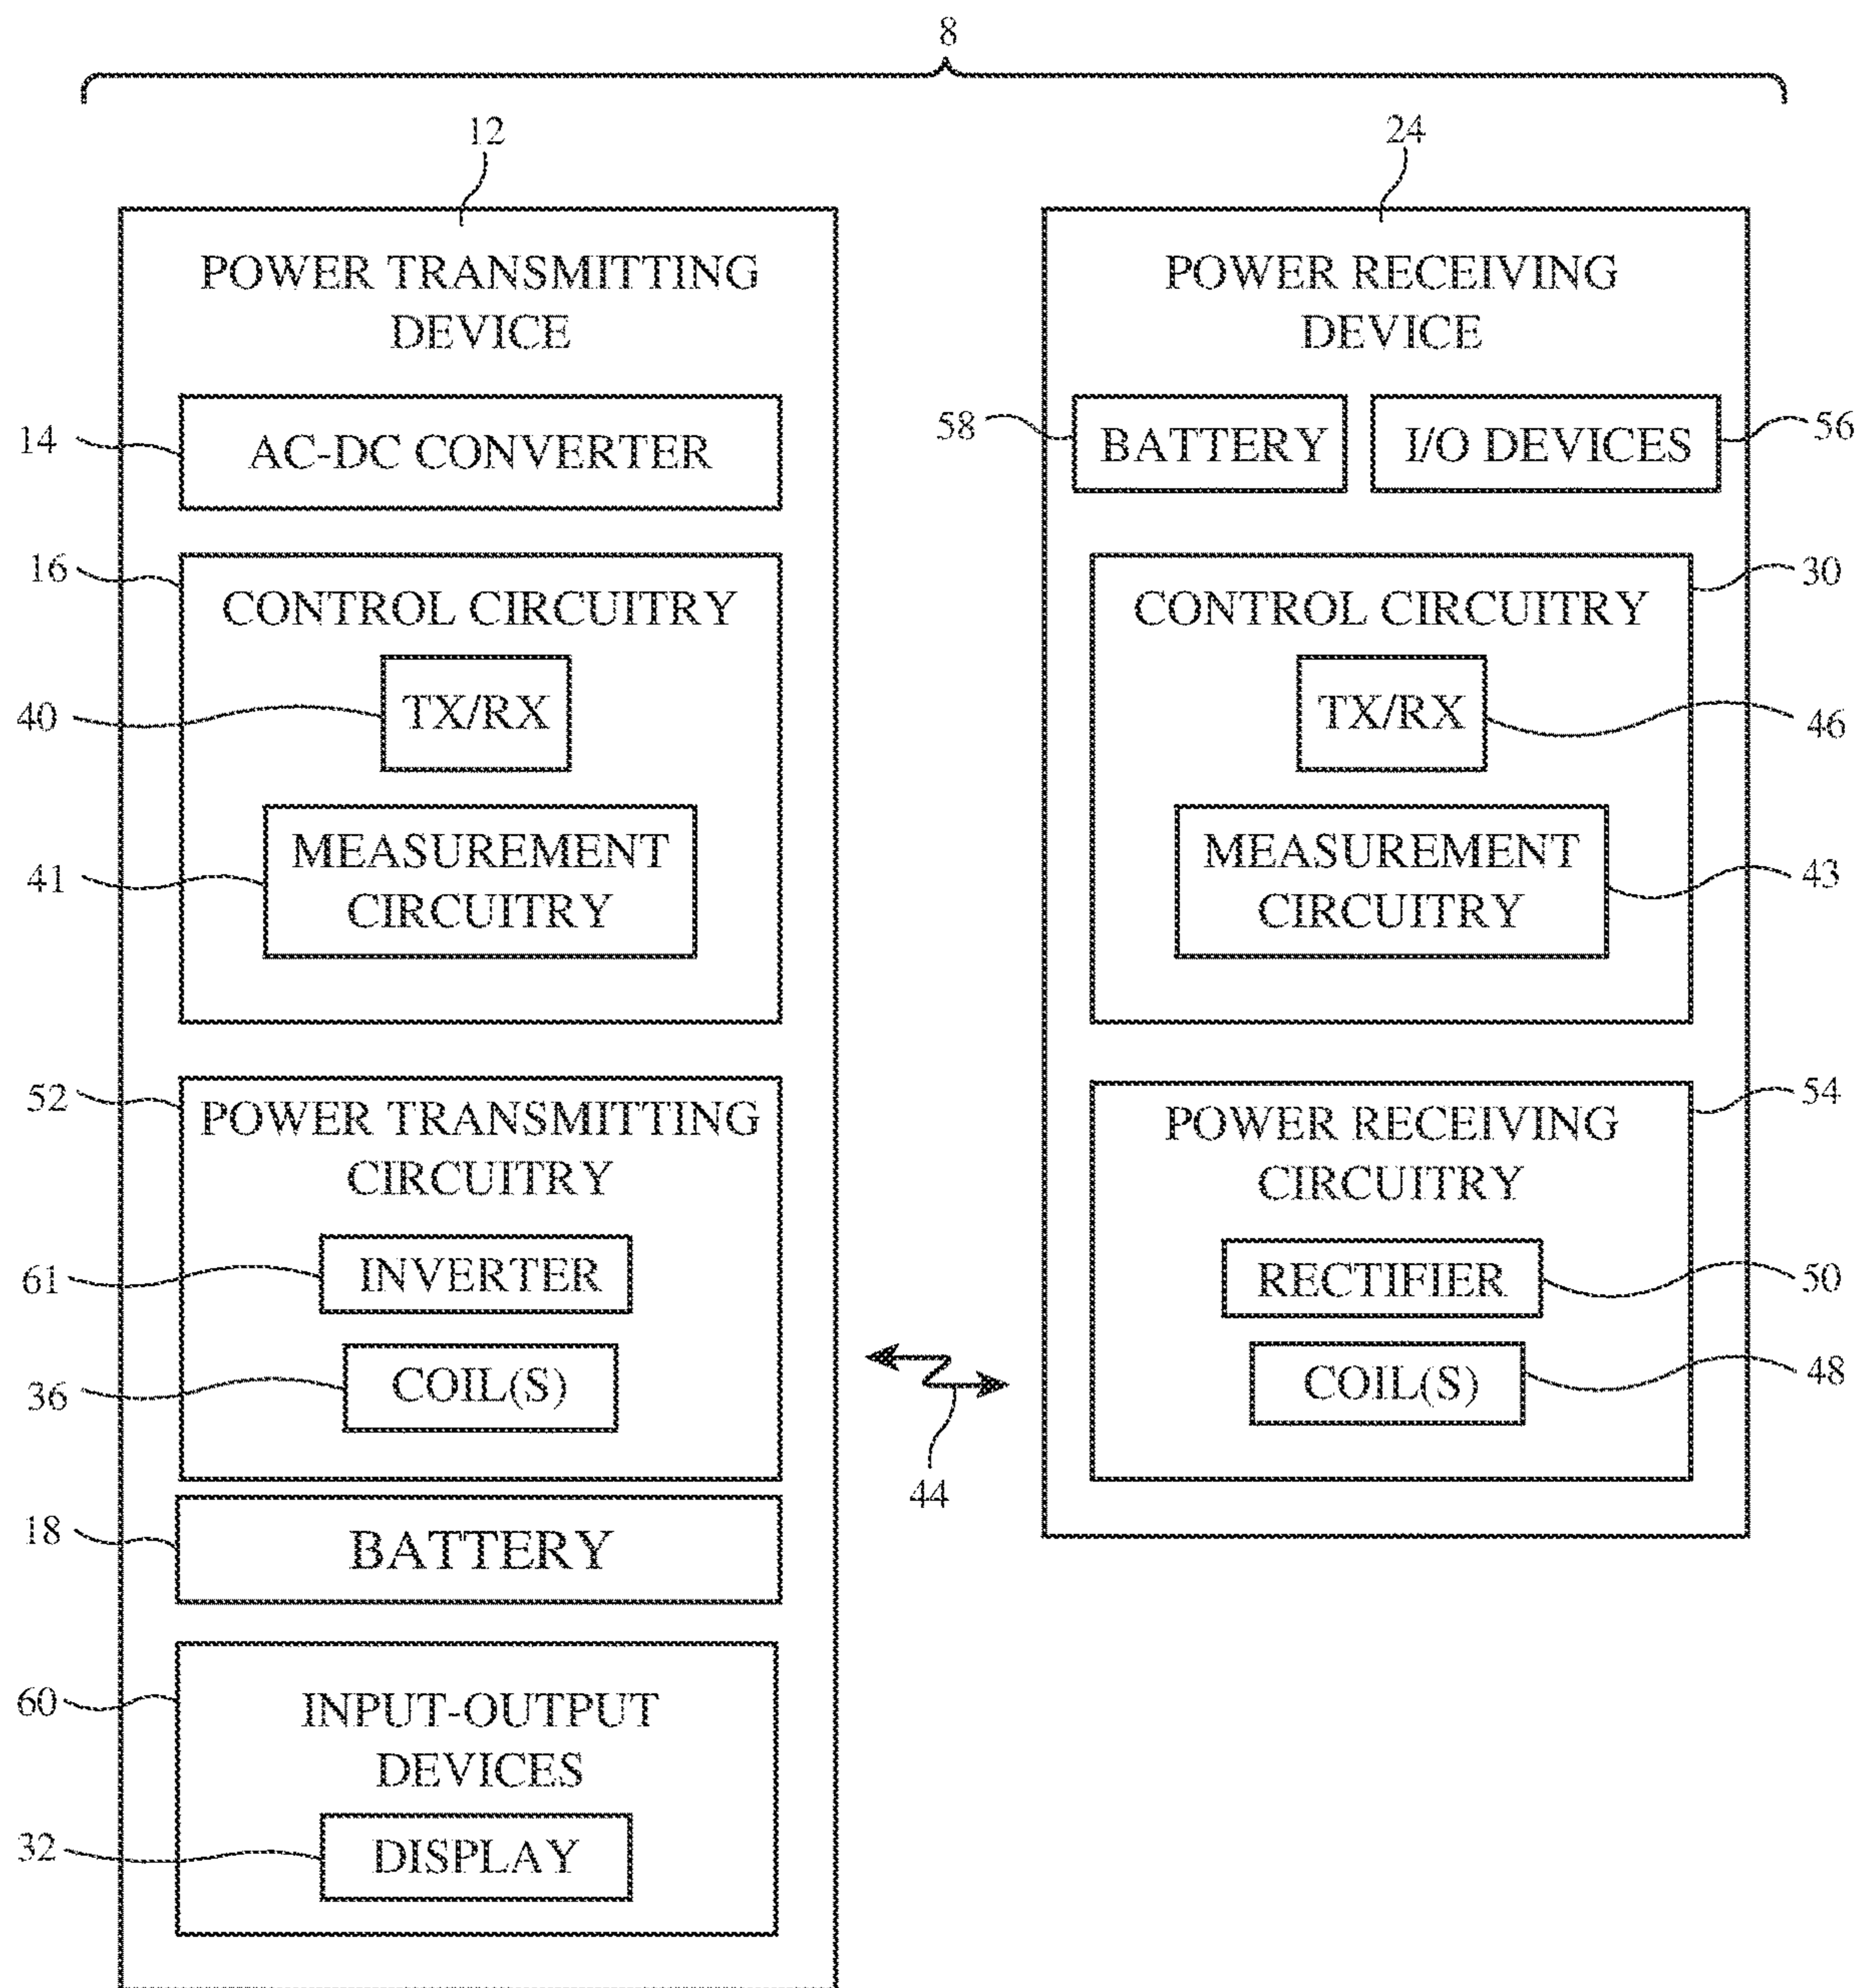 8
12
POWER TRANSMITTING
DEVICE
14
AC-DC CONVERTER
16
CONTROL CIRCUITRY
40
TX/RX
41
MEASUREMENT
CIRCUITRY
52
POWER TRANSMITTING
CIRCUITRY
61
INVERTER
36
COIL(S)
18
BATTERY
60
INPUT-OUTPUT
DEVICES
32
DISPLAY
44
24
POWER RECEIVING
DEVICE
58
BATTERY
I/O DEVICES
56
CONTROL CIRCUITRY
30
TX/RX
46
MEASUREMENT
CIRCUITRY
43
POWER RECEIVING
CIRCUITRY
54
RECTIFIER
50
COIL(S)
48